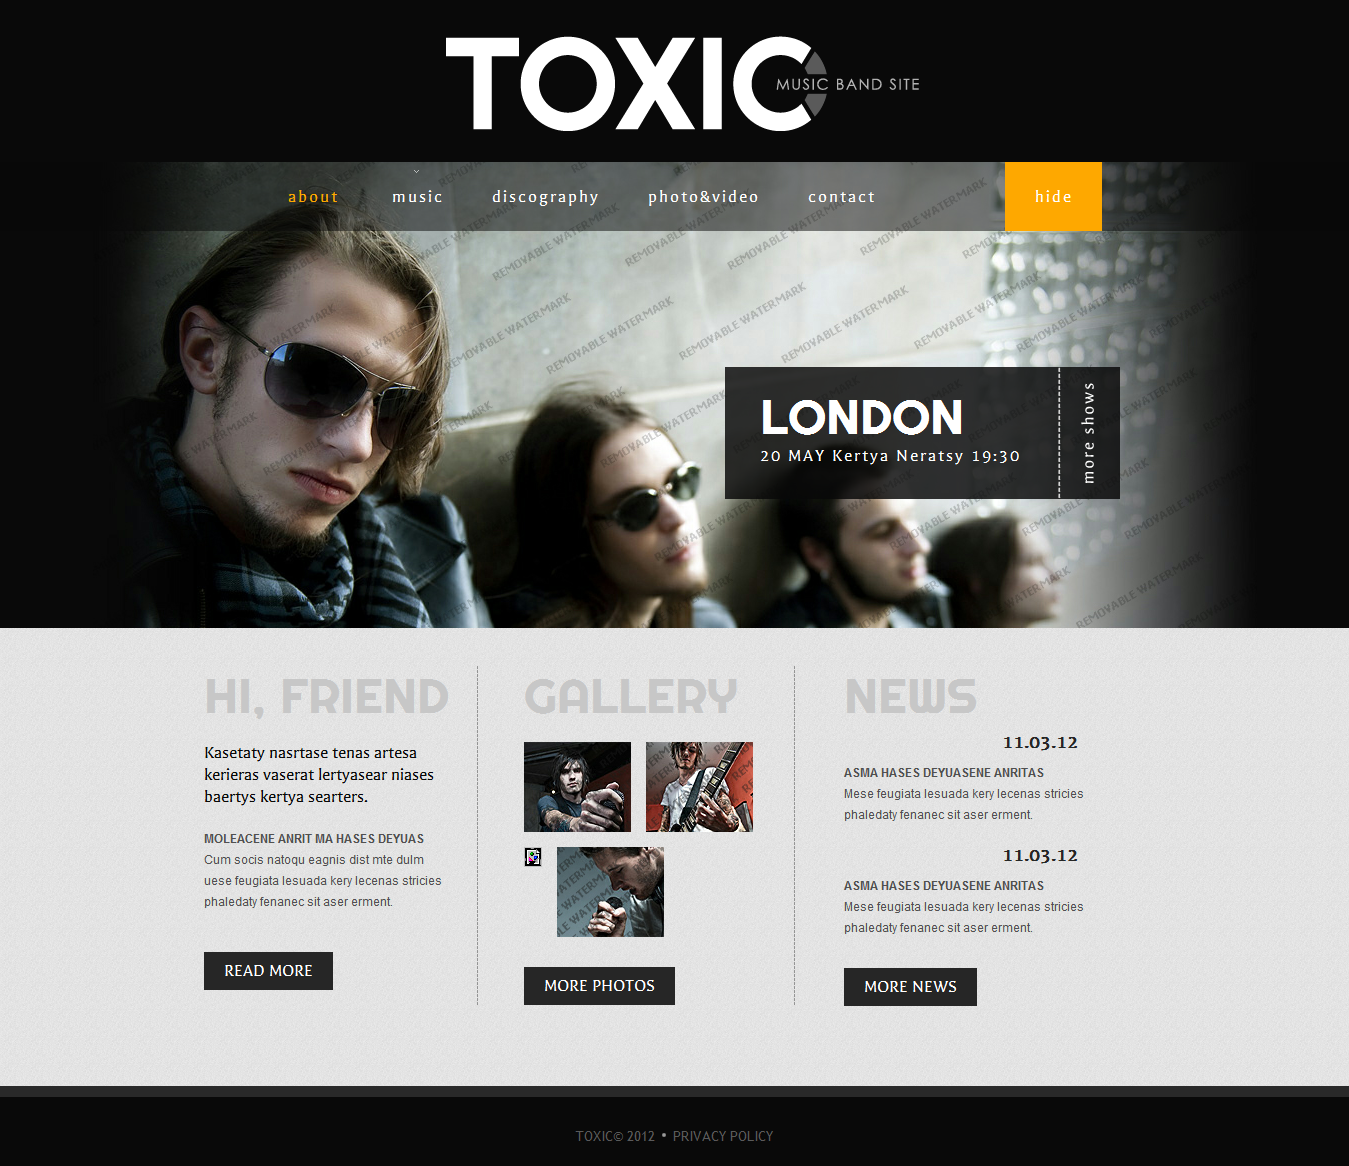 TOXIC
MUSIC BAND SITE
about music discography photo&video contact hide
LONDON
20 MAY Kertya Neratsy 19:30
more shows
REMOVABLE WATERMARK
HI, FRIEND
Kasetaty nasrtase tenas artesa
kerieras vaserat lertyasear niases
baertys kertya searters.
MOLEACENE ANRIT MA HASES DEYUAS
Cum socis natoqu eagnis dist mte dulm
uese feugiata lesuada kery lecenas stricies
phaledaty fenanec sit aser erment.
READ MORE
GALLERY
MORE PHOTOS
NEWS
11.03.12
ASMA HASES DEYUASENE ANRITAS
Mese feugiata lesuada kery lecenas stricies
phaledaty fenanec sit aser erment.
11.03.12
ASMA HASES DEYUASENE ANRITAS
Mese feugiata lesuada kery lecenas stricies
phaledaty fenanec sit aser erment.
MORE NEWS
TOXIC© 2012 • PRIVACY POLICY